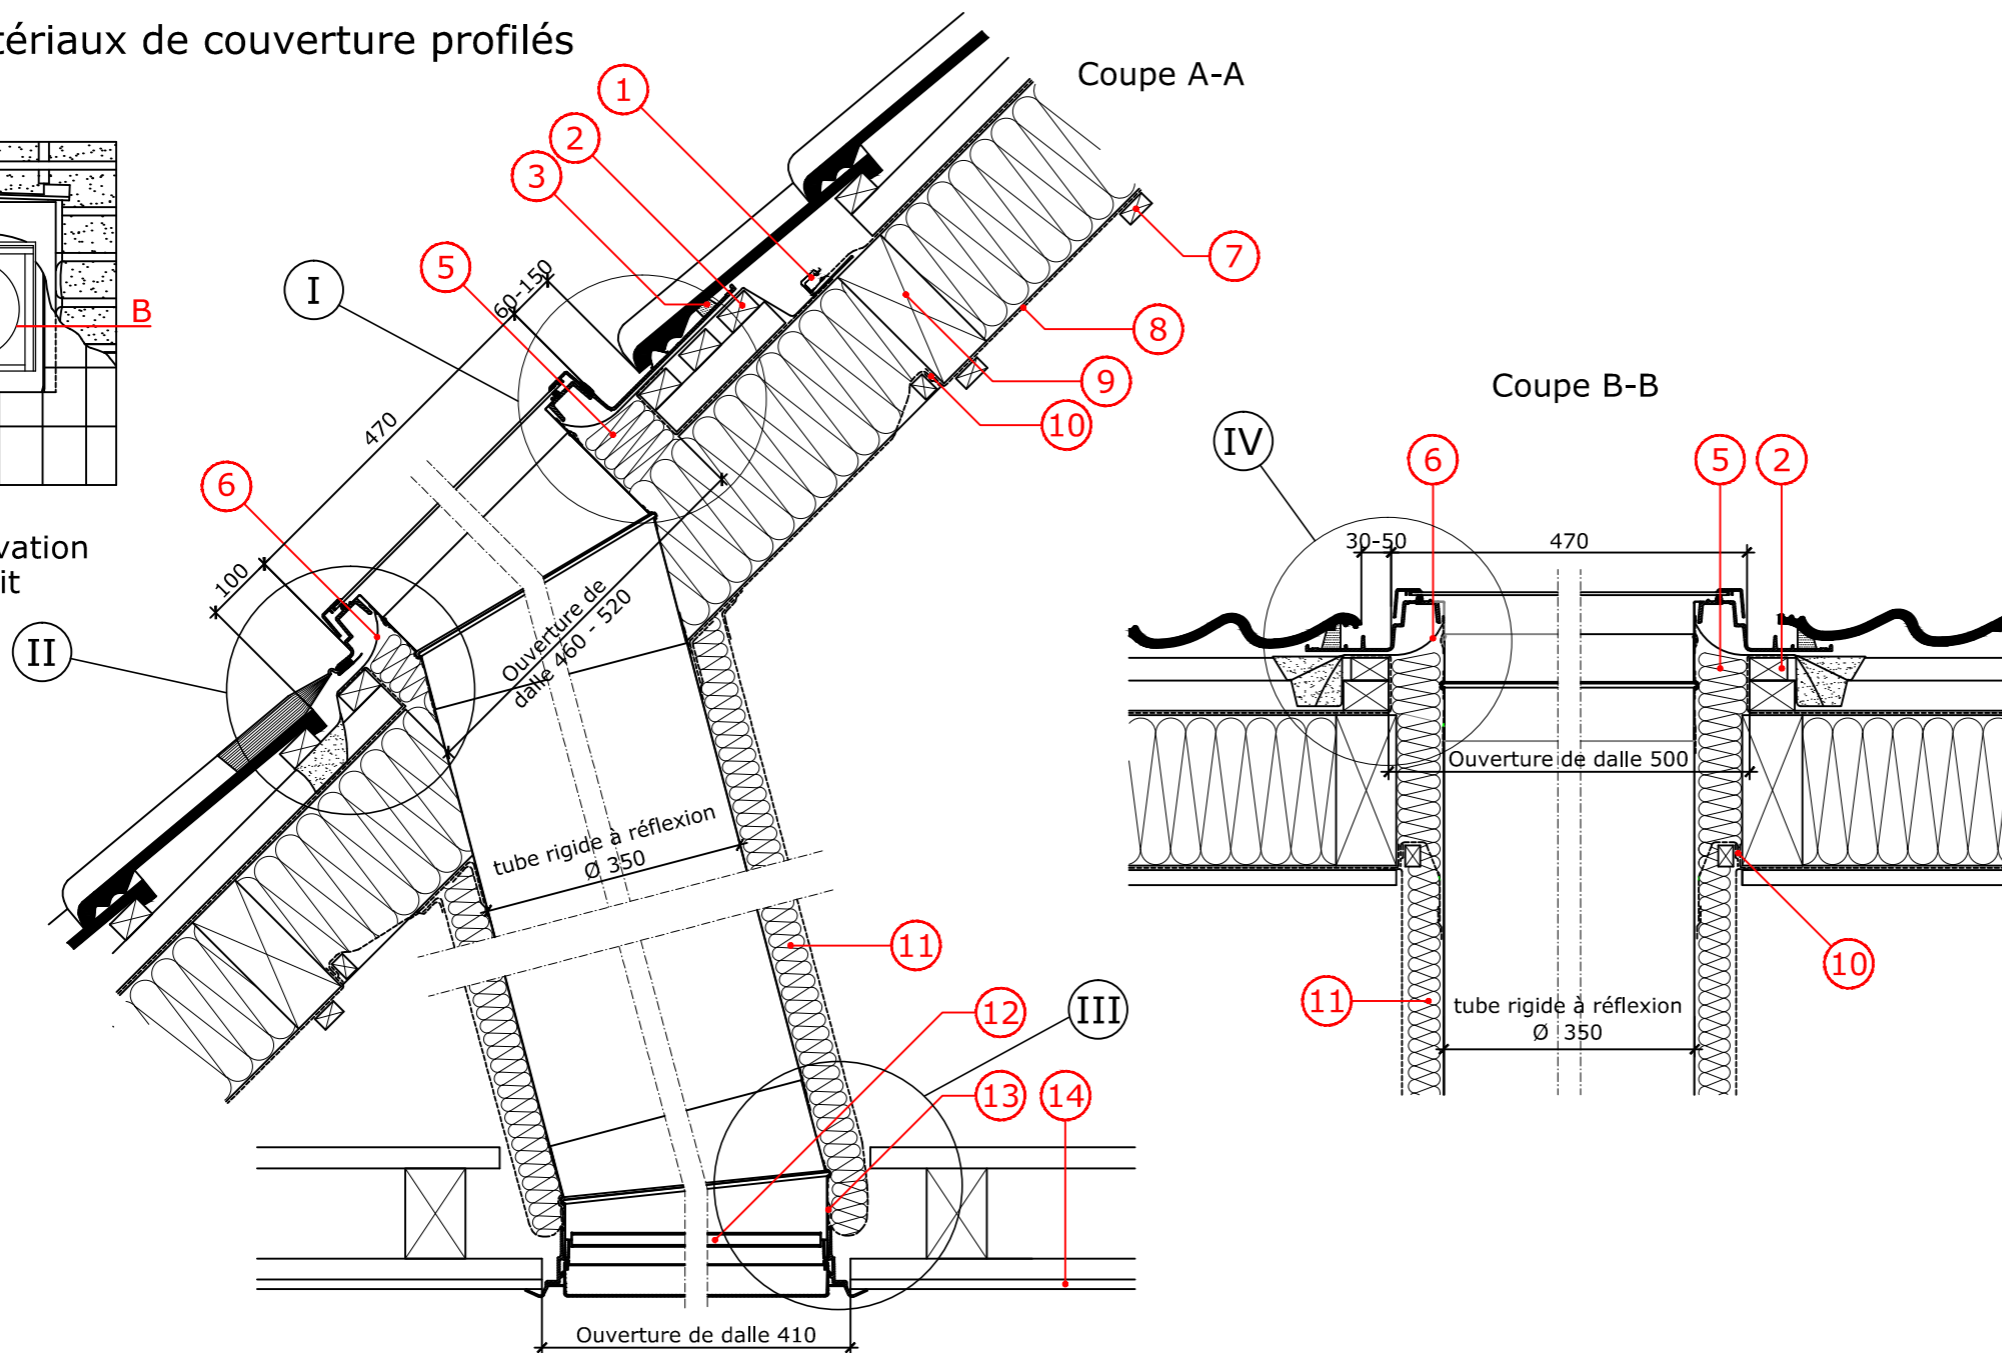 tériaux de couverture profilés
Coupe A-A
1
2
3
5
I
60-150
B
7
8
9
10
470
6
vation
it
100
II
Ouverture de
dalle 460 - 520
tube rigide à réflexion
Ø 350
11
12
III
13
14
Ouverture de dalle 410
Coupe B-B
IV
6
5
2
30-50
470
Ouverture de dalle 500
10
11
tube rigide à réflexion
Ø 350